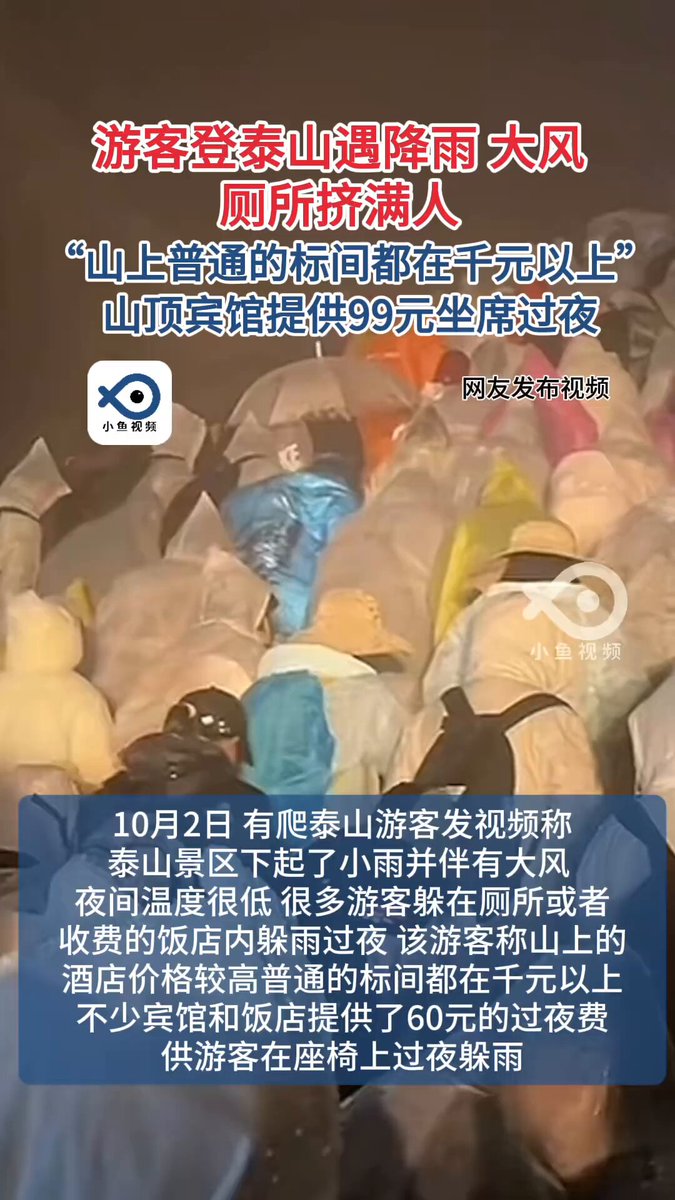 游客登泰山遇降雨 大风
厕所挤满人
“山上普通的标间都在千元以上”
山顶宾馆提供99元坐席过夜
小鱼视频
网友发布视频
小鱼视频
10月2日 有爬泰山游客发视频称
泰山景区下起了小雨并伴有大风
夜间温度很低 很多游客躲在厕所或者
收费的饭店内躲雨过夜 该游客称山上的
酒店价格较高普通的标间都在千元以上
不少宾馆和饭店提供了60元的过夜费
供游客在座椅上过夜躲雨